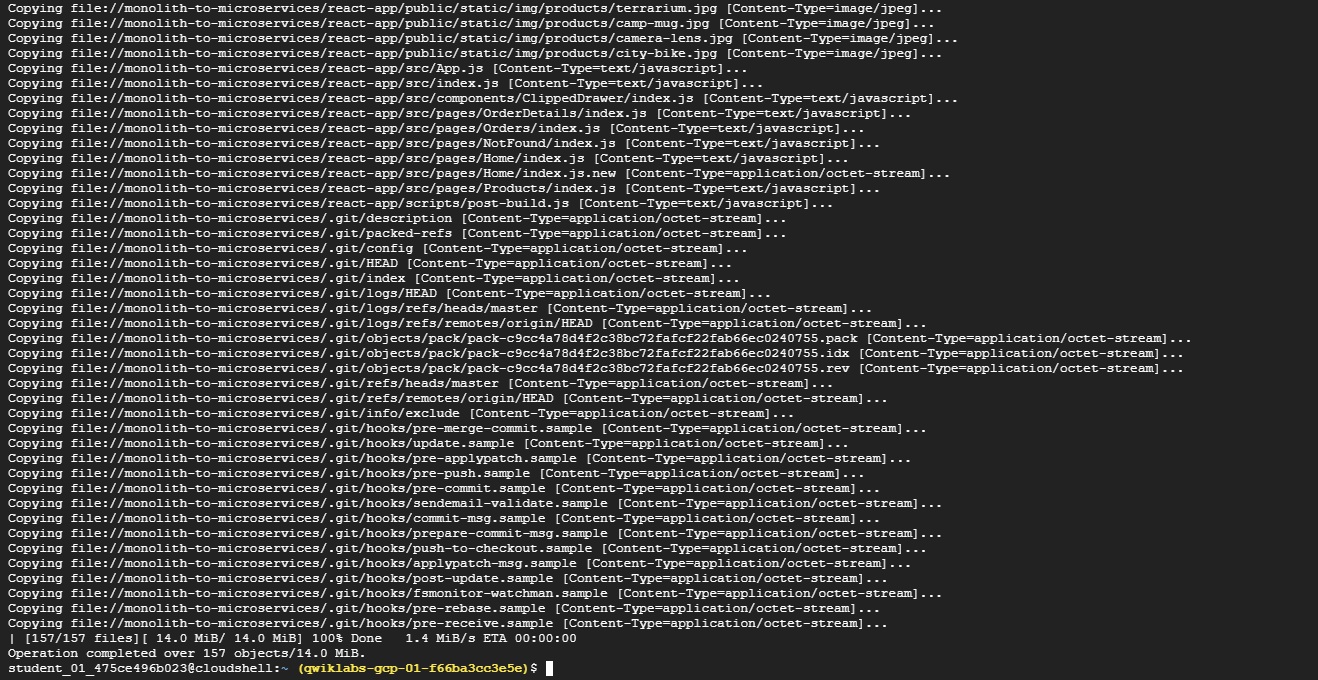 Copying file://monolith-to-microservices/react-app/public/static/img/products/terrarium.jpg [Content-Type=image/jpeg]...
Copying file://monolith-to-microservices/react-app/public/static/img/products/camp-mug.jpg [Content-Type=image/jpeg]...
Copying file://monolith-to-microservices/react-app/public/static/img/products/camera-lens.jpg [Content-Type=image/jpeg]...
Copying file://monolith-to-microservices/react-app/public/static/img/products/city-bike.jpg [Content-Type=image/jpeg]...
Copying file://monolith-to-microservices/react-app/src/App.js [Content-Type=text/javascript]...
Copying file://monolith-to-microservices/react-app/src/index.js [Content-Type=text/javascript]...
Copying file://monolith-to-microservices/react-app/src/components/ClippedDrawer/index.js [Content-Type=text/javascript]...
Copying file://monolith-to-microservices/react-app/src/pages/OrderDetails/index.js [Content-Type=text/javascript]...
Copying file://monolith-to-microservices/react-app/src/pages/Orders/index.js [Content-Type=text/javascript]...
Copying file://monolith-to-microservices/react-app/src/pages/NotFound/index.js [Content-Type=text/javascript]...
Copying file://monolith-to-microservices/react-app/src/pages/Home/index.js [Content-Type=text/javascript]...
Copying file://monolith-to-microservices/react-app/src/pages/Home/index.js.new [Content-Type=application/octet-stream]...
Copying file://monolith-to-microservices/react-app/src/pages/Products/index.js [Content-Type=text/javascript]...
Copying file://monolith-to-microservices/react-app/scripts/post-build.js [Content-Type=text/javascript]...
Copying file://monolith-to-microservices/.git/description [Content-Type=application/octet-stream]...
Copying file://monolith-to-microservices/.git/packed-refs [Content-Type=application/octet-stream]...
Copying file://monolith-to-microservices/.git/config [Content-Type=application/octet-stream]...
Copying file://monolith-to-microservices/.git/HEAD [Content-Type=application/octet-stream]...
Copying file://monolith-to-microservices/.git/index [Content-Type=application/octet-stream]...
Copying file://monolith-to-microservices/.git/logs/HEAD [Content-Type=application/octet-stream]...
Copying file://monolith-to-microservices/.git/logs/refs/heads/master [Content-Type=application/octet-stream]...
Copying file://monolith-to-microservices/.git/logs/refs/remotes/origin/HEAD [Content-Type=application/octet-stream]...
Copying file://monolith-to-microservices/.git/objects/pack/pack-c9cc4a78d4f2c38bc72fafcf22fab66ec0240755.pack [Content-Type=application/octet-stream]...
Copying file://monolith-to-microservices/.git/objects/pack/pack-c9cc4a78d4f2c38bc72fafcf22fab66ec0240755.idx [Content-Type=application/octet-stream]...
Copying file://monolith-to-microservices/.git/objects/pack/pack-c9cc4a78d4f2c38bc72fafcf22fab66ec0240755.rev [Content-Type=application/octet-stream]...
Copying file://monolith-to-microservices/.git/refs/heads/master [Content-Type=application/octet-stream]...
Copying file://monolith-to-microservices/.git/refs/remotes/origin/HEAD [Content-Type=application/octet-stream]...
Copying file://monolith-to-microservices/.git/info/exclude [Content-Type=application/octet-stream]...
Copying file://monolith-to-microservices/.git/hooks/pre-merge-commit.sample [Content-Type=application/octet-stream]...
Copying file://monolith-to-microservices/.git/hooks/update.sample [Content-Type=application/octet-stream]...
Copying file://monolith-to-microservices/.git/hooks/pre-applypatch.sample [Content-Type=application/octet-stream]...
Copying file://monolith-to-microservices/.git/hooks/pre-push.sample [Content-Type=application/octet-stream]...
Copying file://monolith-to-microservices/.git/hooks/pre-commit.sample [Content-Type=application/octet-stream]...
Copying file://monolith-to-microservices/.git/hooks/sendemail-validate.sample [Content-Type=application/octet-stream]...
Copying file://monolith-to-microservices/.git/hooks/commit-msg.sample [Content-Type=application/octet-stream]...
Copying file://monolith-to-microservices/.git/hooks/prepare-commit-msg.sample [Content-Type=application/octet-stream]...
Copying file://monolith-to-microservices/.git/hooks/push-to-checkout.sample [Content-Type=application/octet-stream]...
Copying file://monolith-to-microservices/.git/hooks/applypatch-msg.sample [Content-Type=application/octet-stream]...
Copying file://monolith-to-microservices/.git/hooks/post-update.sample [Content-Type=application/octet-stream]...
Copying file://monolith-to-microservices/.git/hooks/fsmonitor-watchman.sample [Content-Type=application/octet-stream]...
Copying file://monolith-to-microservices/.git/hooks/pre-rebase.sample [Content-Type=application/octet-stream]...
Copying file://monolith-to-microservices/.git/hooks/pre-receive.sample [Content-Type=application/octet-stream]...
| [157/157 files][ 14.0 MiB/ 14.0 MiB] 100% Done   1.4 MiB/s ETA 00:00:00
Operation completed over 157 objects/14.0 MiB.
student_01_475ce496b023@cloudshell:~ (qwiklabs-gcp-01-f66ba3cc3e5e)$